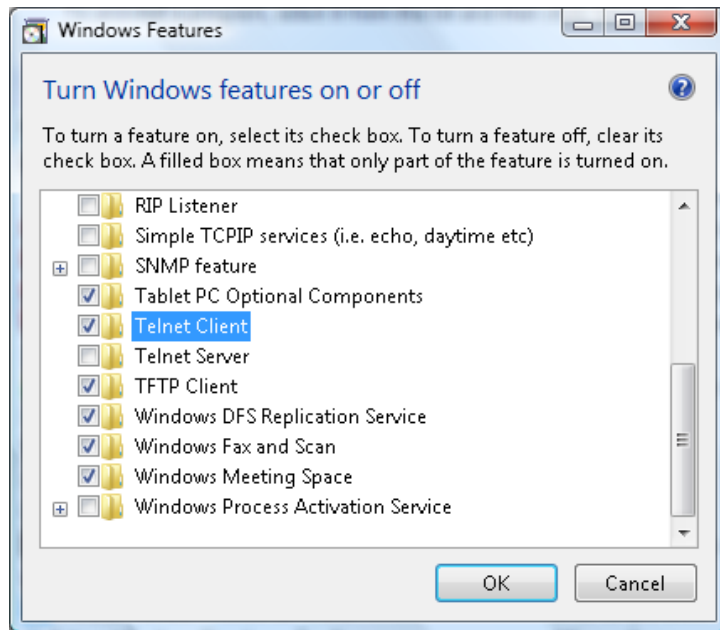 Windows Features
Turn Windows features on or off
To turn a feature on, select its check box. To turn a feature off, clear its
check box. A filled box means that only part of the feature is turned on.
RIP Listener
Simple TCPIP services (i.e. echo, daytime etc)
SNMP feature
Tablet PC Optional Components
Telnet Client
Telnet Server
TFTP Client
Windows DFS Replication Service
Windows Fax and Scan
Windows Meeting Space
Windows Process Activation Service
OK
Cancel